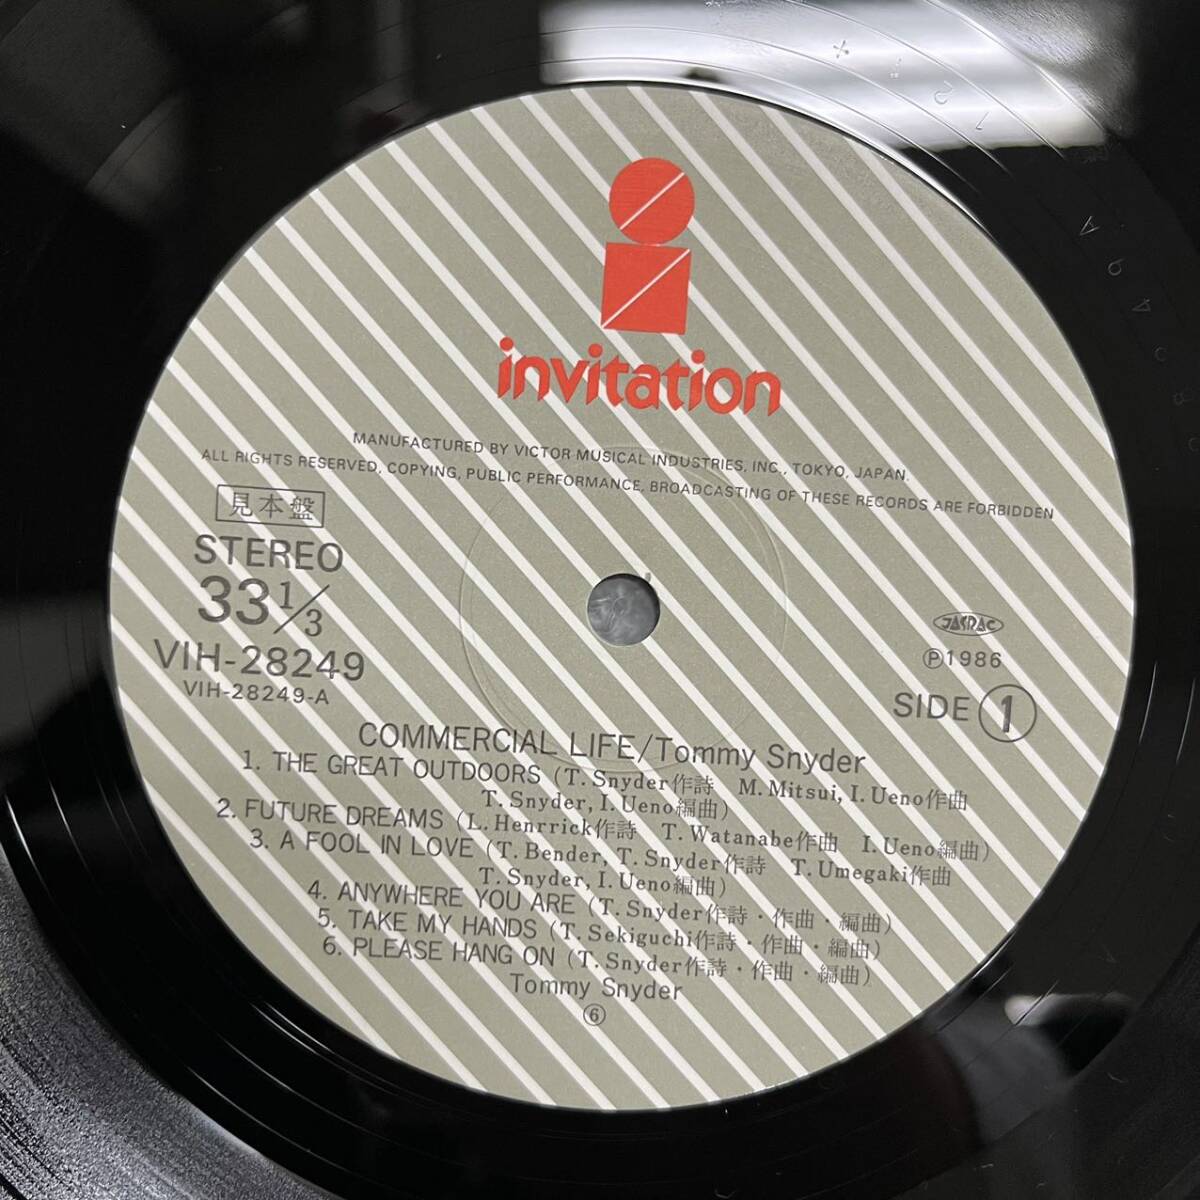 invitation
MANUFACTURED BY VICTOR MUSICAL INDUSTRIES, INC., TOKYO, JAPAN.
ALL RIGHTS RESERVED, COPYING, PUBLIC PERFORMANCE, BROADCASTING OF THESE RECORDS ARE FORBIDDEN
見本盤
STEREO
33 1/3
VIH-28249
VIH-28249-A
JASRAC
Ⓟ1986
SIDE ①
COMMERCIAL LIFE/Tommy Snyder
1. THE GREAT OUTDOORS (T. Snyder作詩 M. Mitsui, I. Ueno作曲
T. Snyder, I. Ueno編曲)
2. FUTURE DREAMS (L. Henrrick作詩 T. Watanabe作曲 I. Ueno編曲)
3. A FOOL IN LOVE (T. Bender, T. Snyder作詩 T. Umegaki作曲
T. Snyder, I. Ueno編曲)
4. ANYWHERE YOU ARE (T. Snyder作詩・作曲・編曲)
5. TAKE MY HANDS (T. Sekiguchi作詩・作曲・編曲)
6. PLEASE HANG ON (T. Snyder作詩・作曲・編曲)
Tommy Snyder
⑥